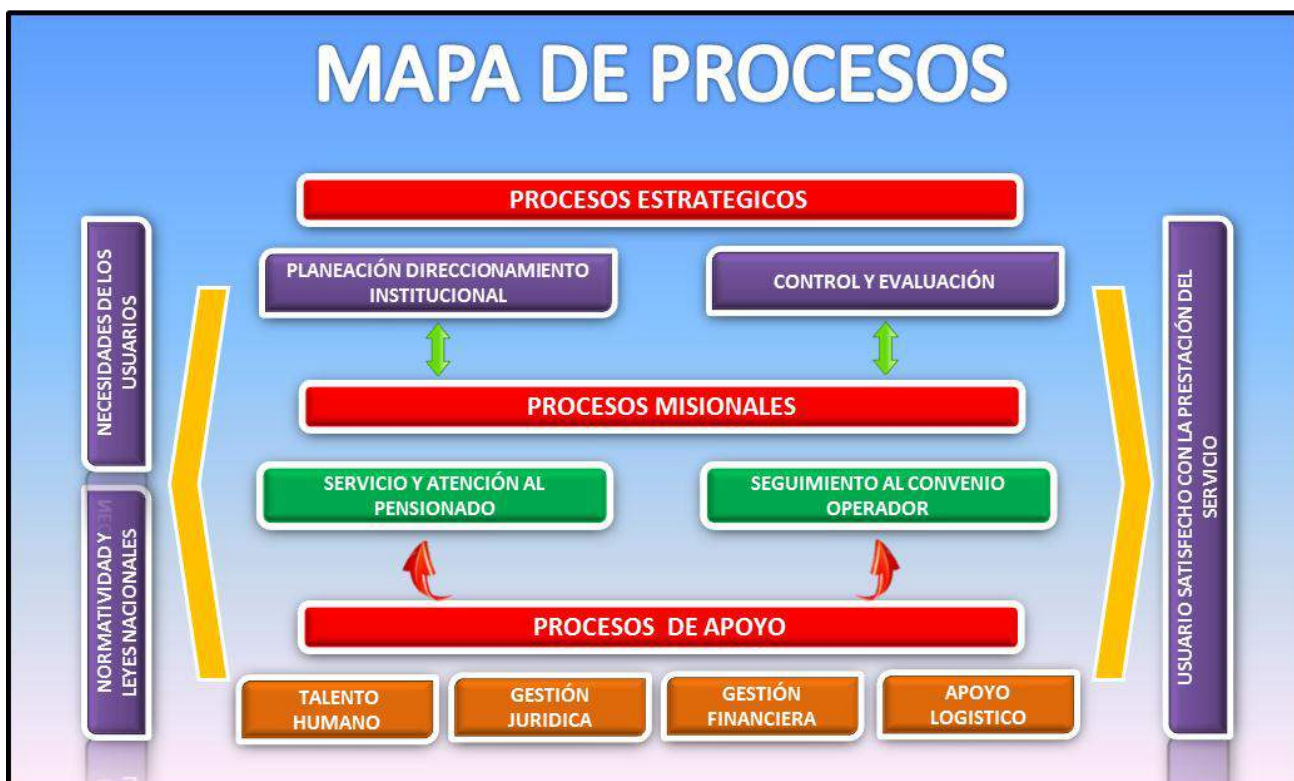 MAPA DE PROCESOS
PROCESOS ESTRATEGICOS
NECESIDADES DE LOS
USUARIOS
PLANEACIÓN DIRECCIONAMIENTO
INSTITUCIONAL
CONTROL Y EVALUACIÓN
PROCESOS MISIONALES
SERVICIO Y ATENCIÓN AL
PENSIONADO
SEGUIMIENTO AL CONVENIO
OPERADOR
NORMATIVIDAD Y
LEYES NACIONALES
PROCESOS DE APOYO
TALENTO
HUMANO
GESTIÓN
JURIDICA
GESTIÓN
FINANCIERA
APOYO
LOGISTICO
USUARIO SATISFECHO CON LA PRESTACIÓN DEL
SERVICIO